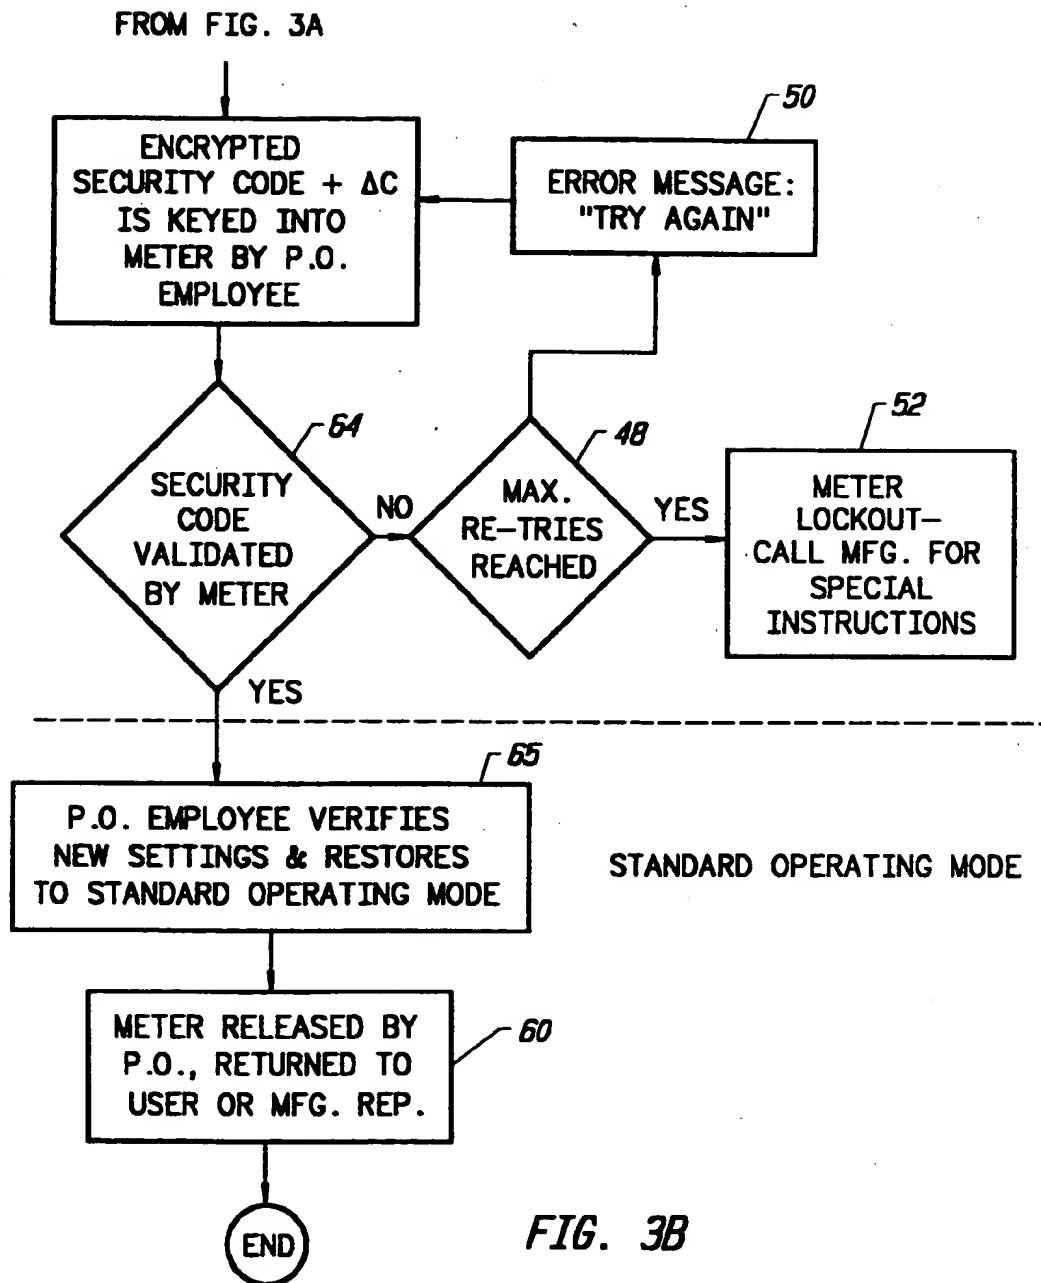 FROM FIG. 3A
ENCRYPTED
SECURITY CODE + ΔC
IS KEYED INTO
METER BY P.O.
EMPLOYEE
50
ERROR MESSAGE:
"TRY AGAIN"
64
SECURITY
CODE
VALIDATED
BY METER
NO
48
MAX.
RE-TRIES
REACHED
YES
52
METER
LOCKOUT-
CALL MFG. FOR
SPECIAL
INSTRUCTIONS
YES
65
P.O. EMPLOYEE VERIFIES
NEW SETTINGS & RESTORES
TO STANDARD OPERATING MODE
STANDARD OPERATING MODE
METER RELEASED BY
P.O., RETURNED TO
USER OR MFG. REP.
60
END
FIG. 3B